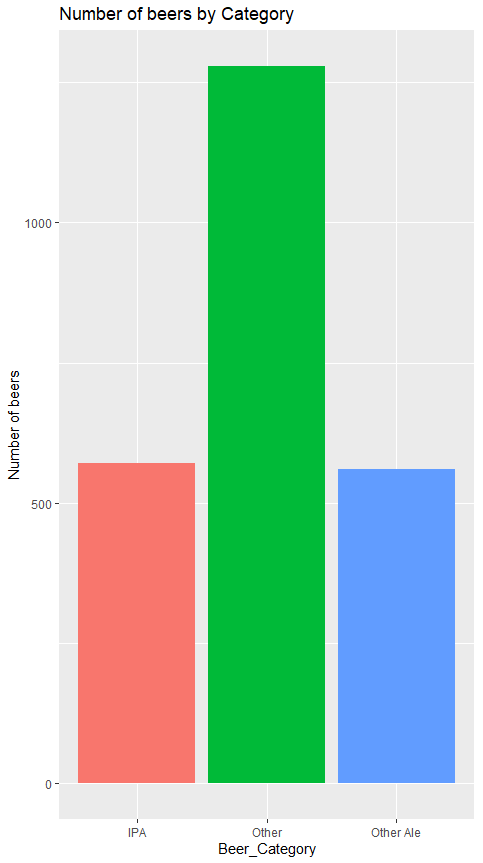 Number of beers by Category
1000
500
0
Number of beers
IPA
Other
Other Ale
Beer_Category